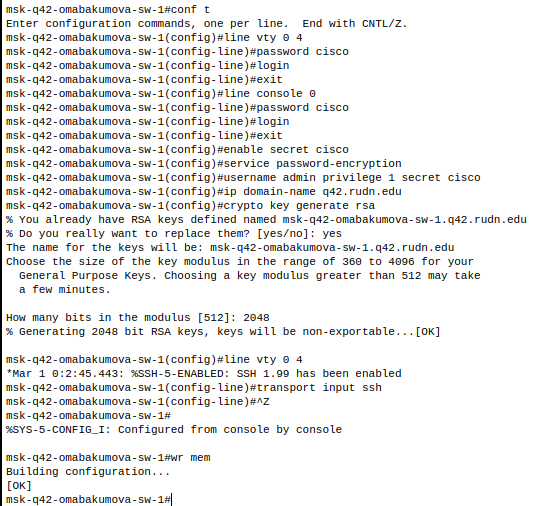 msk-q42-omabakumova-sw-1#conf t
Enter configuration commands, one per line.  End with CNTL/Z.
msk-q42-omabakumova-sw-1(config)#line vty 0 4
msk-q42-omabakumova-sw-1(config-line)#password cisco
msk-q42-omabakumova-sw-1(config-line)#login
msk-q42-omabakumova-sw-1(config-line)#exit
msk-q42-omabakumova-sw-1(config)#line console 0
msk-q42-omabakumova-sw-1(config-line)#password cisco
msk-q42-omabakumova-sw-1(config-line)#login
msk-q42-omabakumova-sw-1(config-line)#exit
msk-q42-omabakumova-sw-1(config)#enable secret cisco
msk-q42-omabakumova-sw-1(config)#service password-encryption
msk-q42-omabakumova-sw-1(config)#username admin privilege 1 secret cisco
msk-q42-omabakumova-sw-1(config)#ip domain-name q42.rudn.edu
msk-q42-omabakumova-sw-1(config)#crypto key generate rsa
% You already have RSA keys defined named msk-q42-omabakumova-sw-1.q42.rudn.edu
% Do you really want to replace them? [yes/no]: yes
The name for the keys will be: msk-q42-omabakumova-sw-1.q42.rudn.edu
Choose the size of the key modulus in the range of 360 to 4096 for your
  General Purpose Keys. Choosing a key modulus greater than 512 may take
  a few minutes.

How many bits in the modulus [512]: 2048
% Generating 2048 bit RSA keys, keys will be non-exportable...[OK]

msk-q42-omabakumova-sw-1(config)#line vty 0 4
*Mar 1 0:2:45.443: %SSH-5-ENABLED: SSH 1.99 has been enabled
msk-q42-omabakumova-sw-1(config-line)#transport input ssh
msk-q42-omabakumova-sw-1(config-line)#^Z
msk-q42-omabakumova-sw-1#
%SYS-5-CONFIG_I: Configured from console by console

msk-q42-omabakumova-sw-1#wr mem
Building configuration...
[OK]
msk-q42-omabakumova-sw-1#